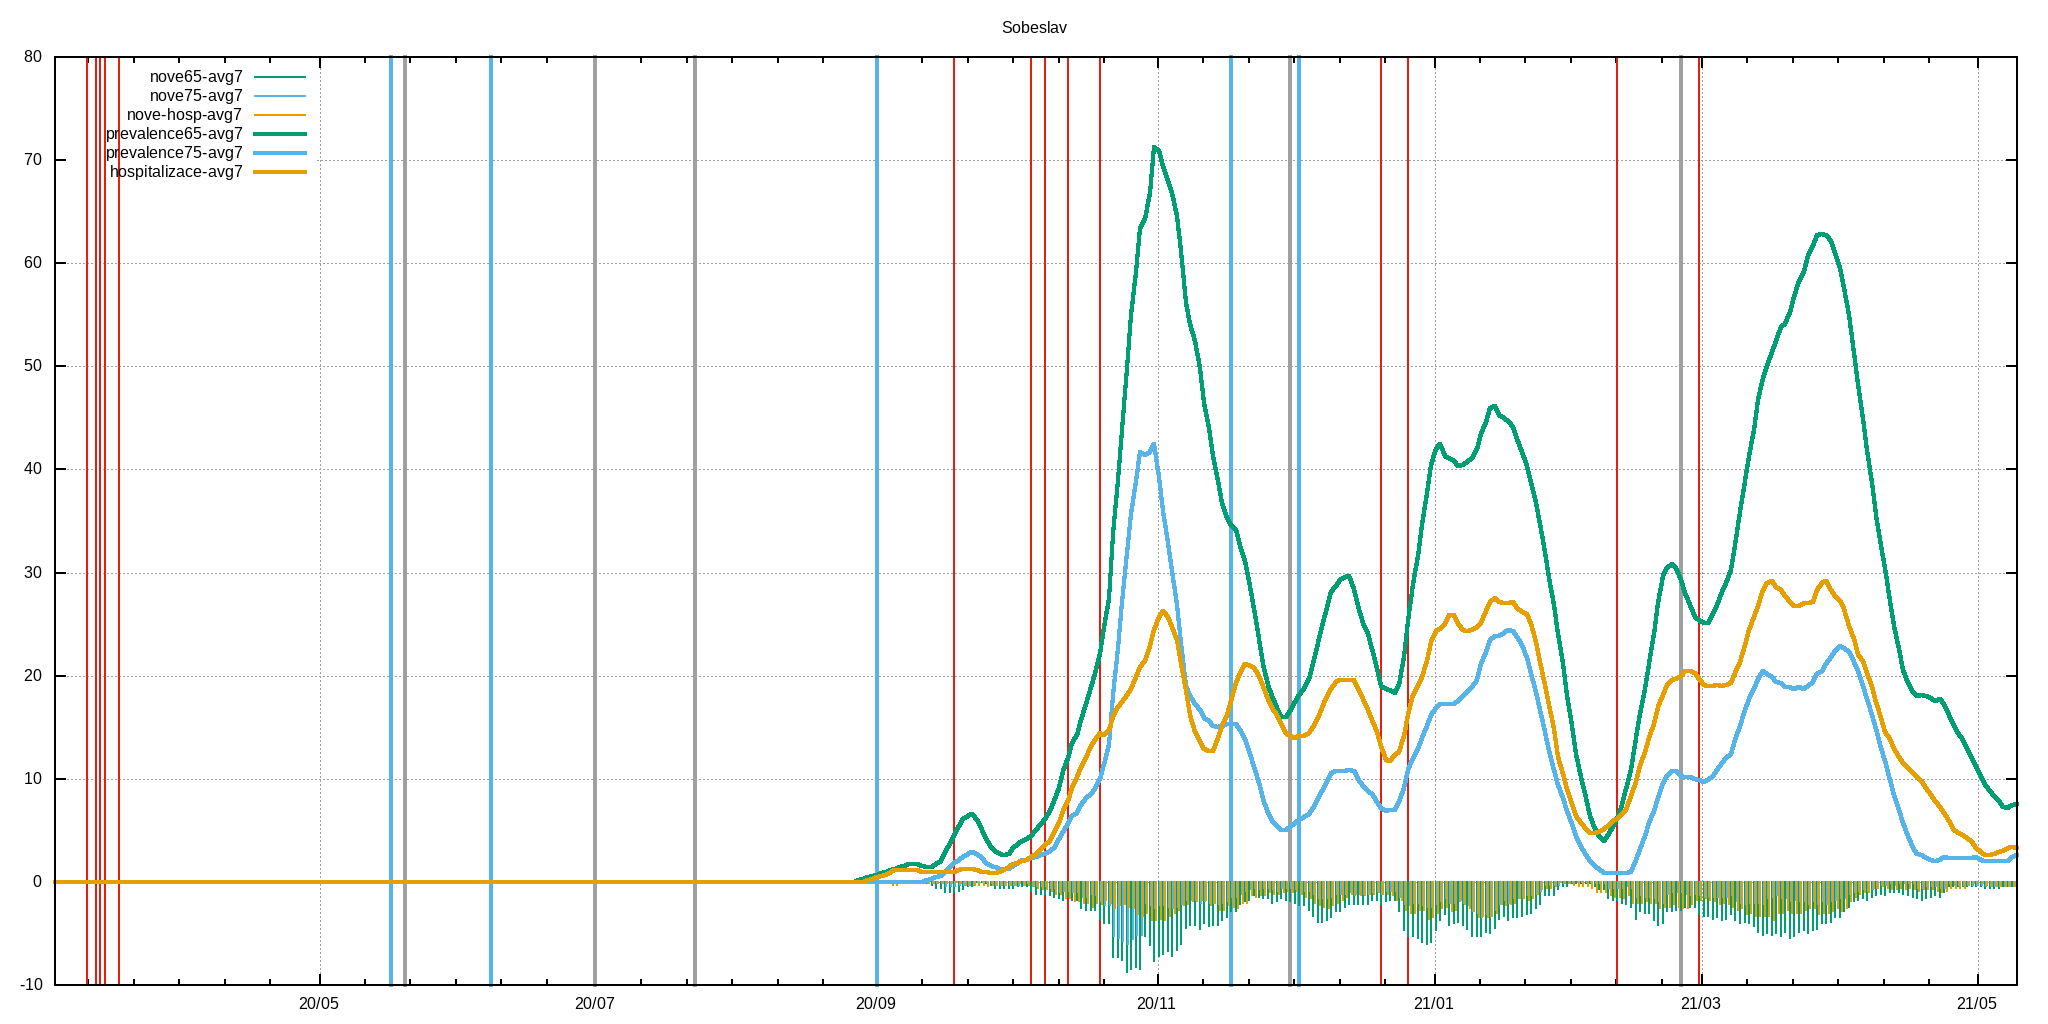 Sobeslav
80
70
60
50
40
30
20
10
0
-10
nove65-avg7
nove75-avg7
nove-hosp-avg7
prevalence65-avg7
prevalence75-avg7
hospitalizace-avg7
20/05 20/07 20/09 20/11 21/01 21/03 21/05